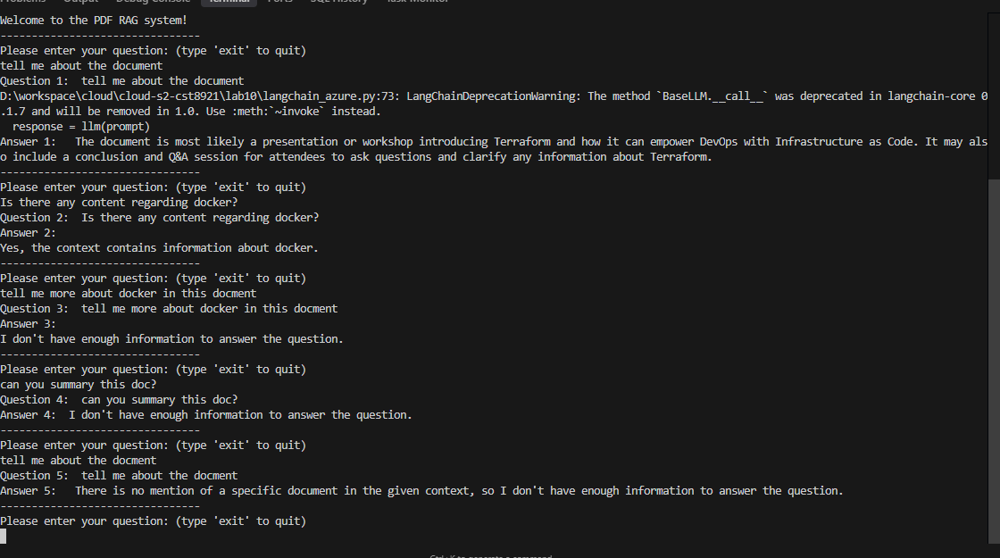 Problems Output Debug Console Terminal Ports SQL History Task Monitor
Welcome to the PDF RAG system!
--------------------------------
Please enter your question: (type 'exit' to quit)
tell me about the document
Question 1:  tell me about the document
D:\workspace\cloud\cloud-s2-cst8921\lab10\langchain_azure.py:73: LangChainDeprecationWarning: The method `BaseLLM.__call__` was deprecated in langchain-core 0
.1.7 and will be removed in 1.0. Use :meth:`~invoke` instead.
  response = llm(prompt)
Answer 1:   The document is most likely a presentation or workshop introducing Terraform and how it can empower DevOps with Infrastructure as Code. It may als
o include a conclusion and Q&A session for attendees to ask questions and clarify any information about Terraform.
--------------------------------
Please enter your question: (type 'exit' to quit)
Is there any content regarding docker?
Question 2:  Is there any content regarding docker?
Answer 2:
Yes, the context contains information about docker.
--------------------------------
Please enter your question: (type 'exit' to quit)
tell me more about docker in this docment
Question 3:  tell me more about docker in this docment
Answer 3:
I don't have enough information to answer the question.
--------------------------------
Please enter your question: (type 'exit' to quit)
can you summary this doc?
Question 4:  can you summary this doc?
Answer 4:  I don't have enough information to answer the question.
--------------------------------
Please enter your question: (type 'exit' to quit)
tell me about the docment
Question 5:  tell me about the docment
Answer 5:   There is no mention of a specific document in the given context, so I don't have enough information to answer the question.
--------------------------------
Please enter your question: (type 'exit' to quit)
Ctrl K to generate a command